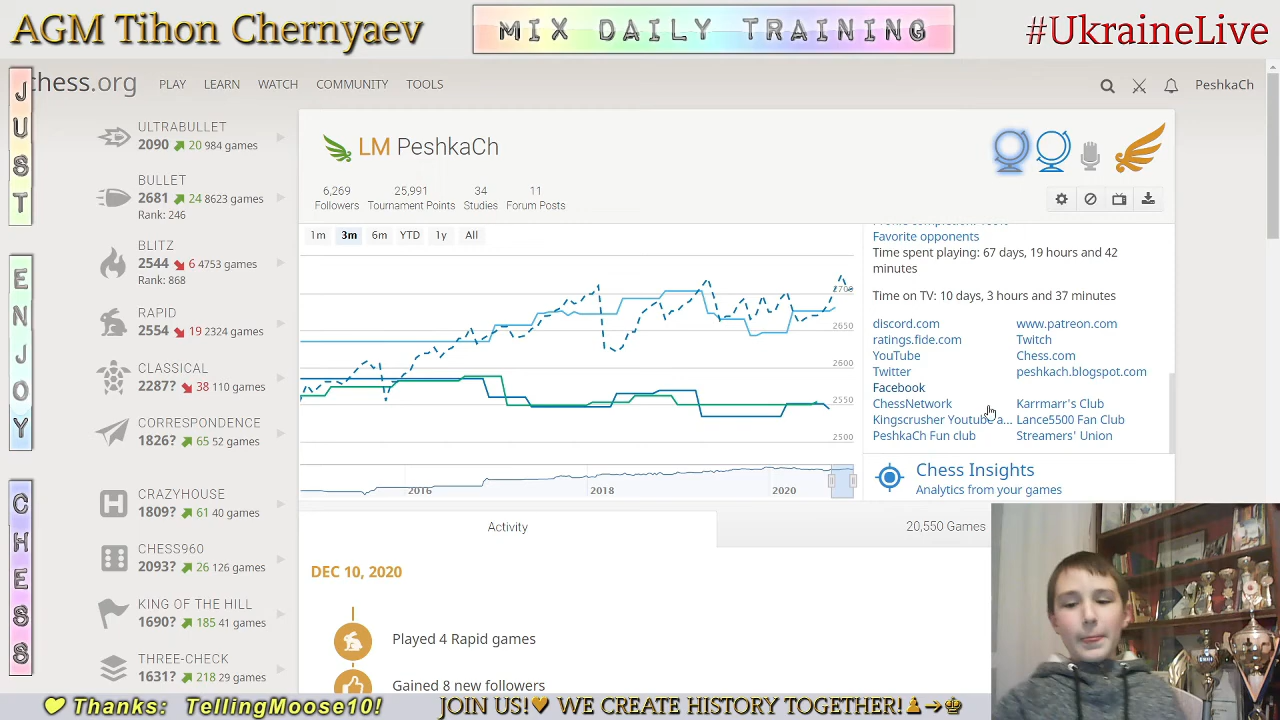 AGM Tihon Chernyaev
MIX DAILY TRAINING
#UkraineLive
JUST
ENJOY
CHESS
chess.org
PLAY
LEARN
WATCH
COMMUNITY
TOOLS
PeshkaCh
ULTRABULLET
2090 20 984 games
BULLET
2681 24 8623 games
Rank: 246
BLITZ
2544 6 4753 games
Rank: 868
RAPID
2554 19 2324 games
CLASSICAL
2287? 38 110 games
CORRESPONDENCE
1826? 65 52 games
CRAZYHOUSE
1809? 61 40 games
CHESS960
2093? 26 126 games
KING OF THE HILL
1690? 185 41 games
THREE-CHECK
1631? 218 29 games
LM PeshkaCh
6,269
Followers
25,991
Tournament Points
34
Studies
11
Forum Posts
1m 3m 6m YTD 1y All
2700
2650
2600
2550
2500
2016 2018 2020
Favorite opponents
Time spent playing: 67 days, 19 hours and 42
minutes
Time on TV: 10 days, 3 hours and 37 minutes
discord.com www.patreon.com
ratings.fide.com Twitch
YouTube Chess.com
Twitter peshkach.blogspot.com
Facebook
ChessNetwork Karrmarr's Club
Kingscrusher Youtube a... Lance5500 Fan Club
PeshkaCh Fun club Streamers' Union
Chess Insights
Analytics from your games
Activity
20,550 Games
DEC 10, 2020
Played 4 Rapid games
Gained 8 new followers
Thanks: TellingMoose10!
JOIN US! WE CREATE HISTORY TOGETHER!